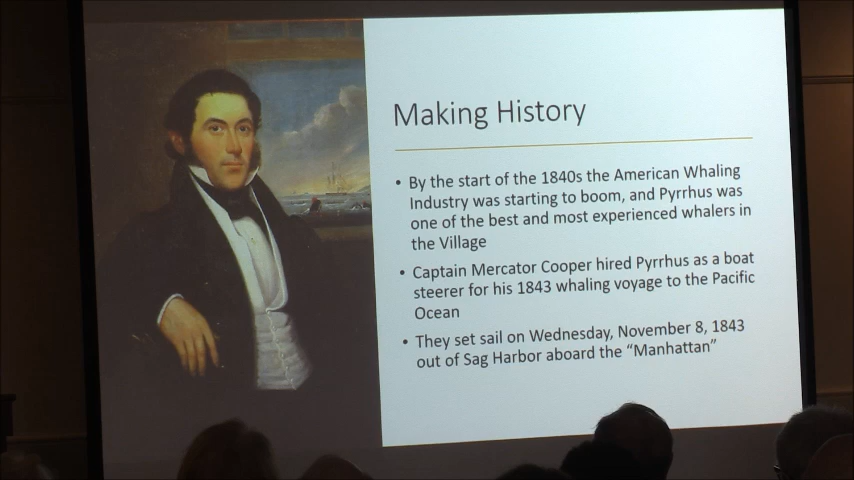 Making History
• By the start of the 1840s the American Whaling
Industry was starting to boom, and Pyrrhus was
one of the best and most experienced whalers in
the Village
• Captain Mercator Cooper hired Pyrrhus as a boat
steerer for his 1843 whaling voyage to the Pacific
Ocean
• They set sail on Wednesday, November 8, 1843
out of Sag Harbor aboard the “Manhattan”